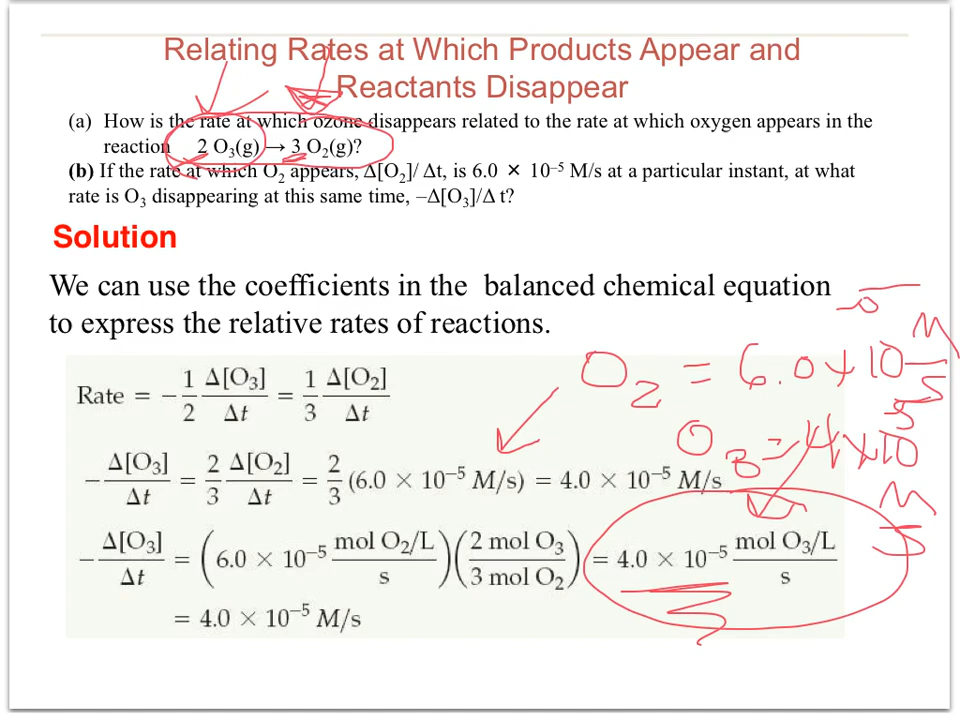 Relating Rates at Which Products Appear and
Reactants Disappear
(a) How is the rate at which ozone disappears related to the rate at which oxygen appears in the
reaction 2 O₃(g) → 3 O₂(g)?
(b) If the rate at which O₂ appears, Δ[O₂]/ Δt, is 6.0 × 10⁻⁵ M/s at a particular instant, at what
rate is O₃ disappearing at this same time, −Δ[O₃]/Δ t?
Solution
We can use the coefficients in the balanced chemical equation
to express the relative rates of reactions.
O₂ = 6.0 × 10⁻⁵ M/s
Rate = − 1/2 Δ[O₃]/Δt = 1/3 Δ[O₂]/Δt
O₃ = 4 × 10⁻⁵ M/s
− Δ[O₃]/Δt = 2/3 Δ[O₂]/Δt = 2/3 (6.0 × 10⁻⁵ M/s) = 4.0 × 10⁻⁵ M/s
− Δ[O₃]/Δt = (6.0 × 10⁻⁵ mol O₂/L / s) (2 mol O₃ / 3 mol O₂) = 4.0 × 10⁻⁵ mol O₃/L / s
= 4.0 × 10⁻⁵ M/s